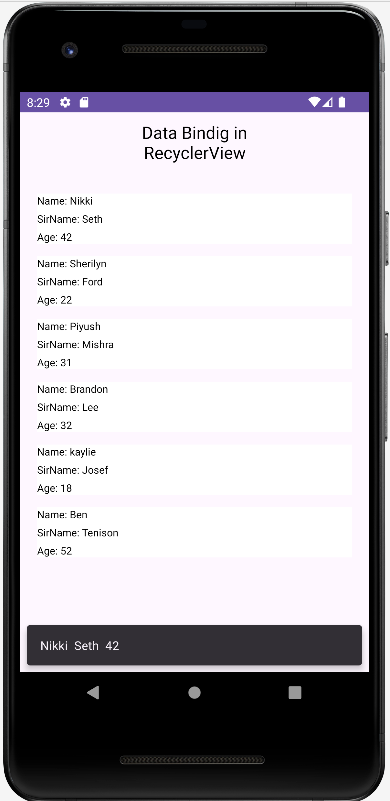 8:29
Data Bindig in
RecyclerView
Name: Nikki
SirName: Seth
Age: 42
Name: Sherilyn
SirName: Ford
Age: 22
Name: Piyush
SirName: Mishra
Age: 31
Name: Brandon
SirName: Lee
Age: 32
Name: kaylie
SirName: Josef
Age: 18
Name: Ben
SirName: Tenison
Age: 52
Nikki Seth 42